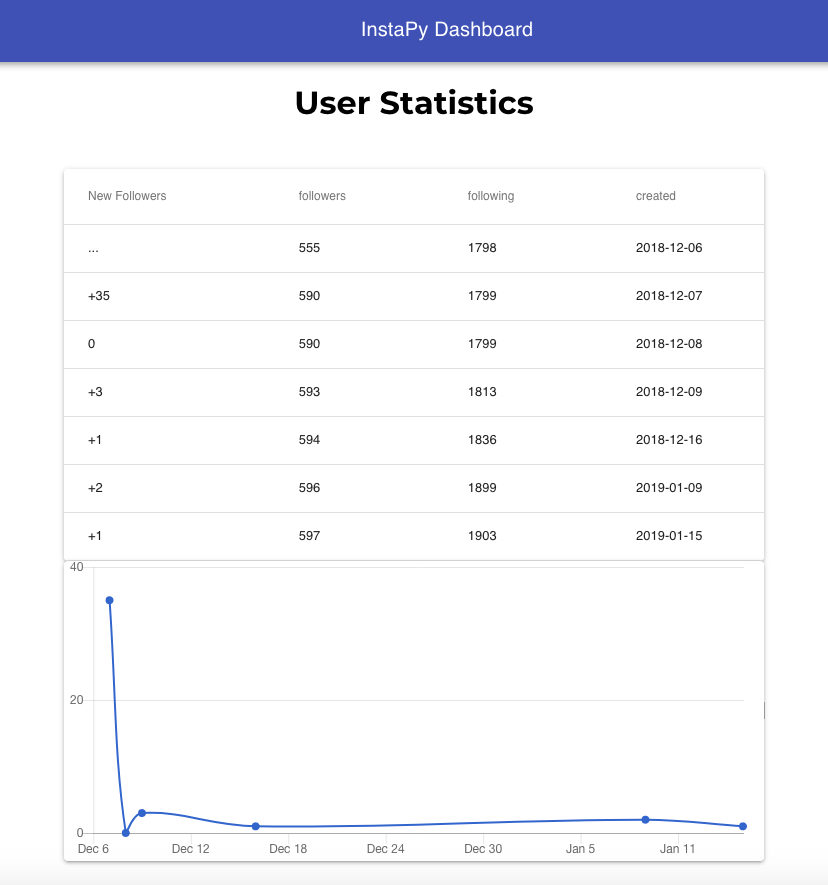 InstaPy Dashboard
User Statistics
New Followers followers following created
... 555 1798 2018-12-06
+35 590 1799 2018-12-07
0 590 1799 2018-12-08
+3 593 1813 2018-12-09
+1 594 1836 2018-12-16
+2 596 1899 2019-01-09
+1 597 1903 2019-01-15
40
20
0
Dec 6 Dec 12 Dec 18 Dec 24 Dec 30 Jan 5 Jan 11